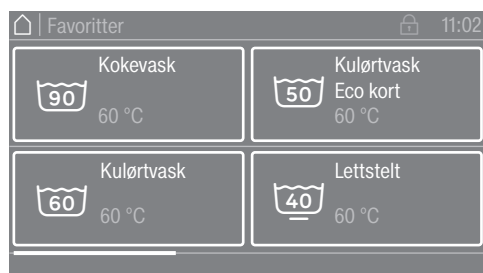 Favoritter 11:02
Kokevask
90
60 °C
Kulørtvask
50 Eco kort
60 °C
Kulørtvask
60
60 °C
Lettstelt
40
60 °C